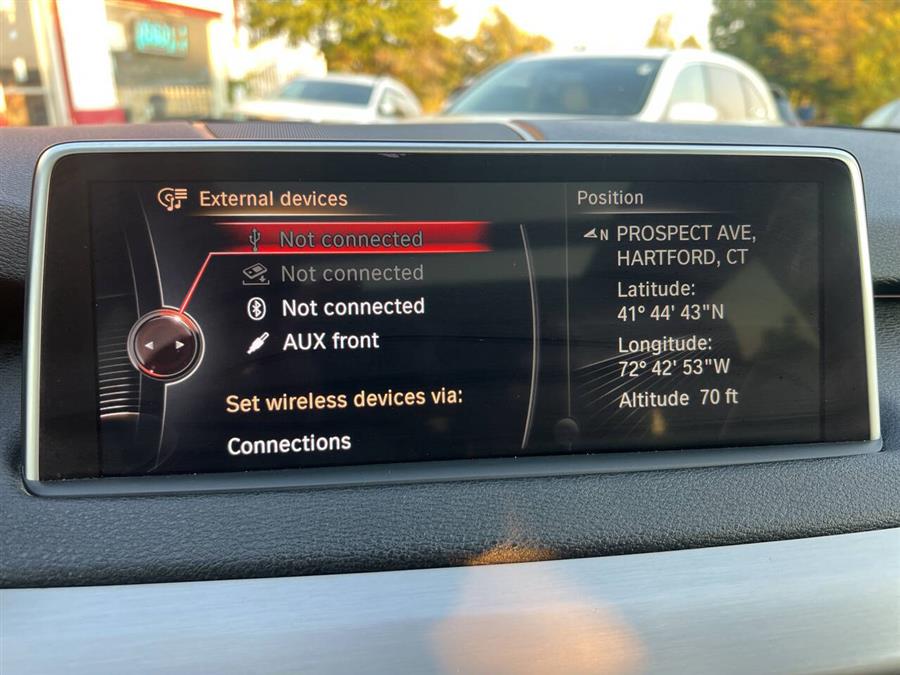 External devices
Not connected
Not connected
Not connected
AUX front
Set wireless devices via:
Connections
Position
N PROSPECT AVE,
HARTFORD, CT
Latitude:
41° 44' 43"N
Longitude:
72° 42' 53"W
Altitude 70 ft